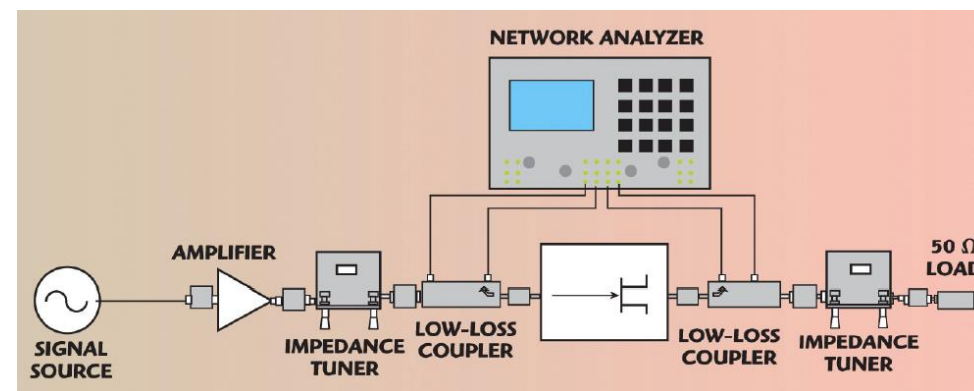 NETWORK ANALYZER
AMPLIFIER
50 Ω
LOAD
SIGNAL
SOURCE
IMPEDANCE
TUNER
LOW-LOSS
COUPLER
LOW-LOSS
COUPLER
IMPEDANCE
TUNER